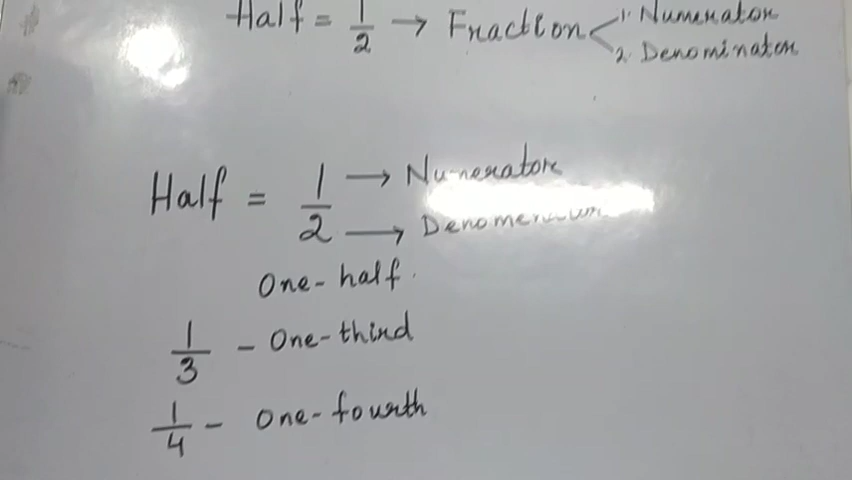 Half = 1/2 → Fraction < 1. Numerator
2. Denominator
Half = 1/2 → Numerator
→
One-half.
1/3 - One-third
1/4 - One-fourth